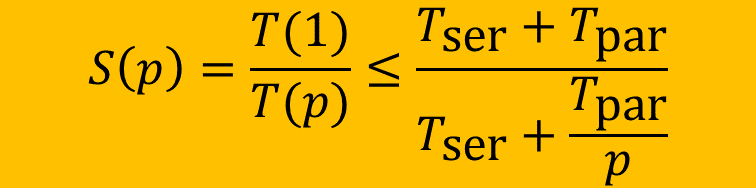 S(p) = T(1)/T(p) ≤ (T_ser + T_par)/(T_ser + T_par/p)